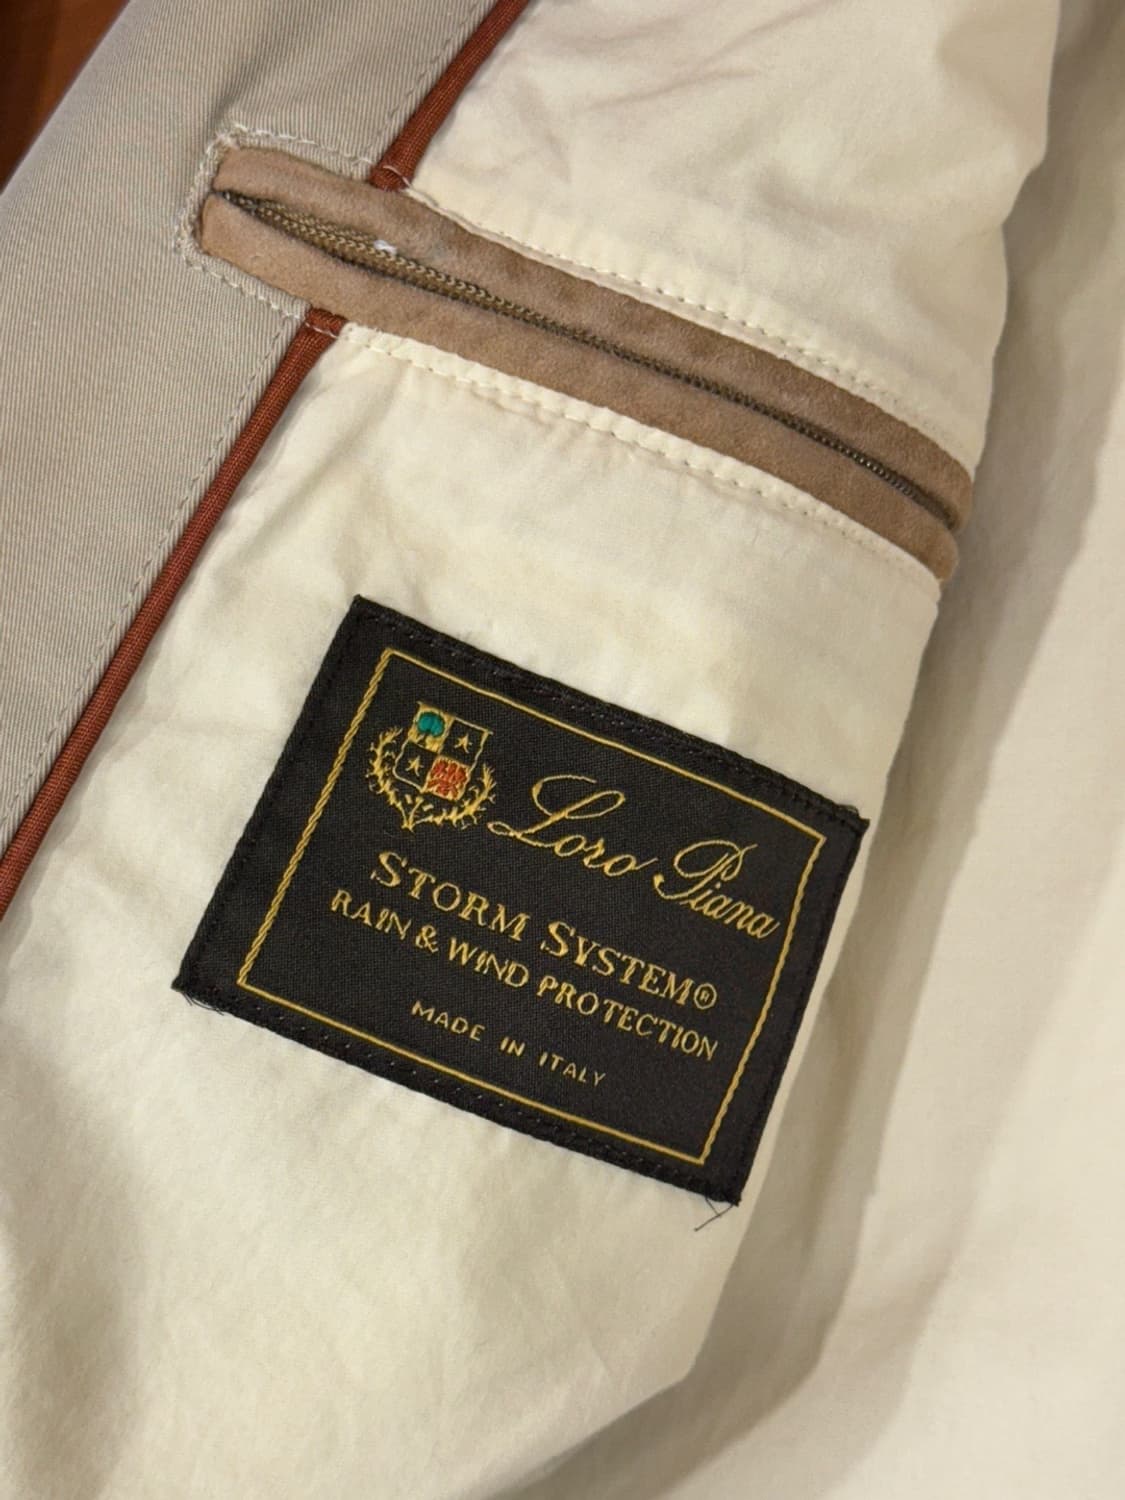 Loro Piana
STORM SYSTEM®
RAIN & WIND PROTECTION
MADE IN ITALY